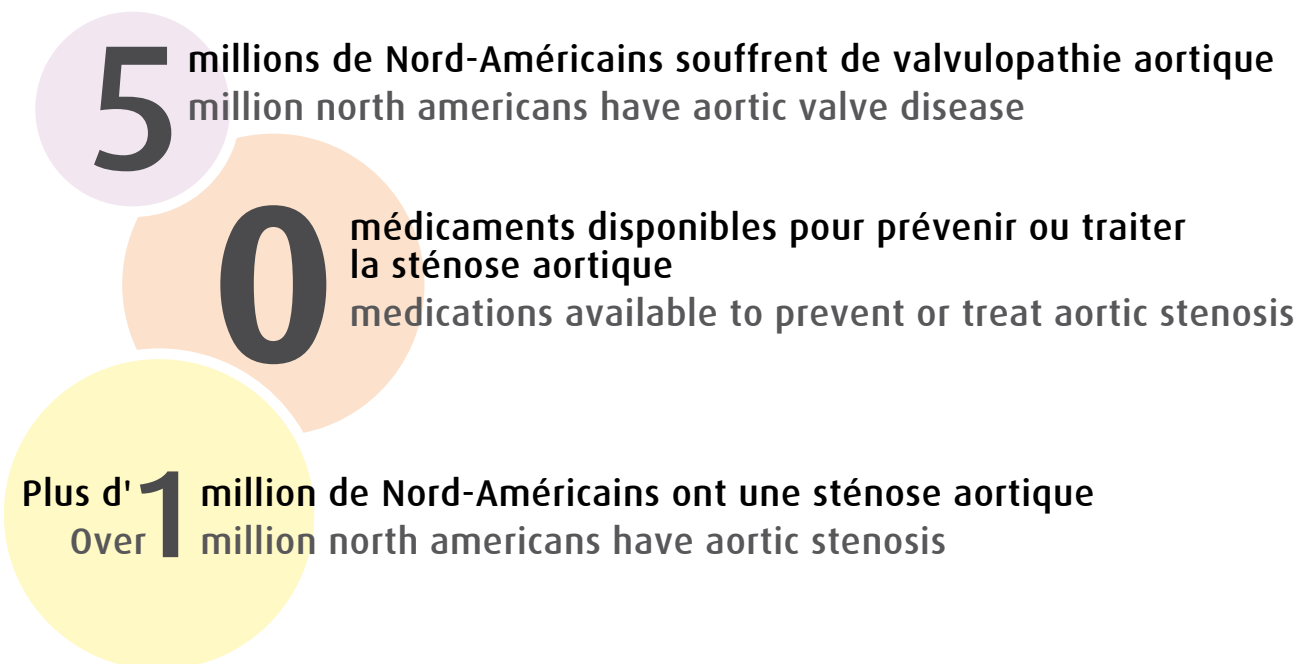 5 millions de Nord-Américains souffrent de valvulopathie aortique
million north americans have aortic valve disease
0 médicaments disponibles pour prévenir ou traiter
la sténose aortique
medications available to prevent or treat aortic stenosis
Plus d'1 million de Nord-Américains ont une sténose aortique
Over million north americans have aortic stenosis